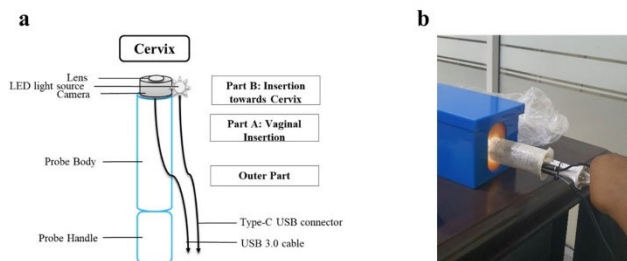 a
Cervix
Lens
LED light source
Camera
Part B: Insertion
towards Cervix
Part A: Vaginal
Insertion
Probe Body
Outer Part
Type-C USB connector
Probe Handle
USB 3.0 cable
b